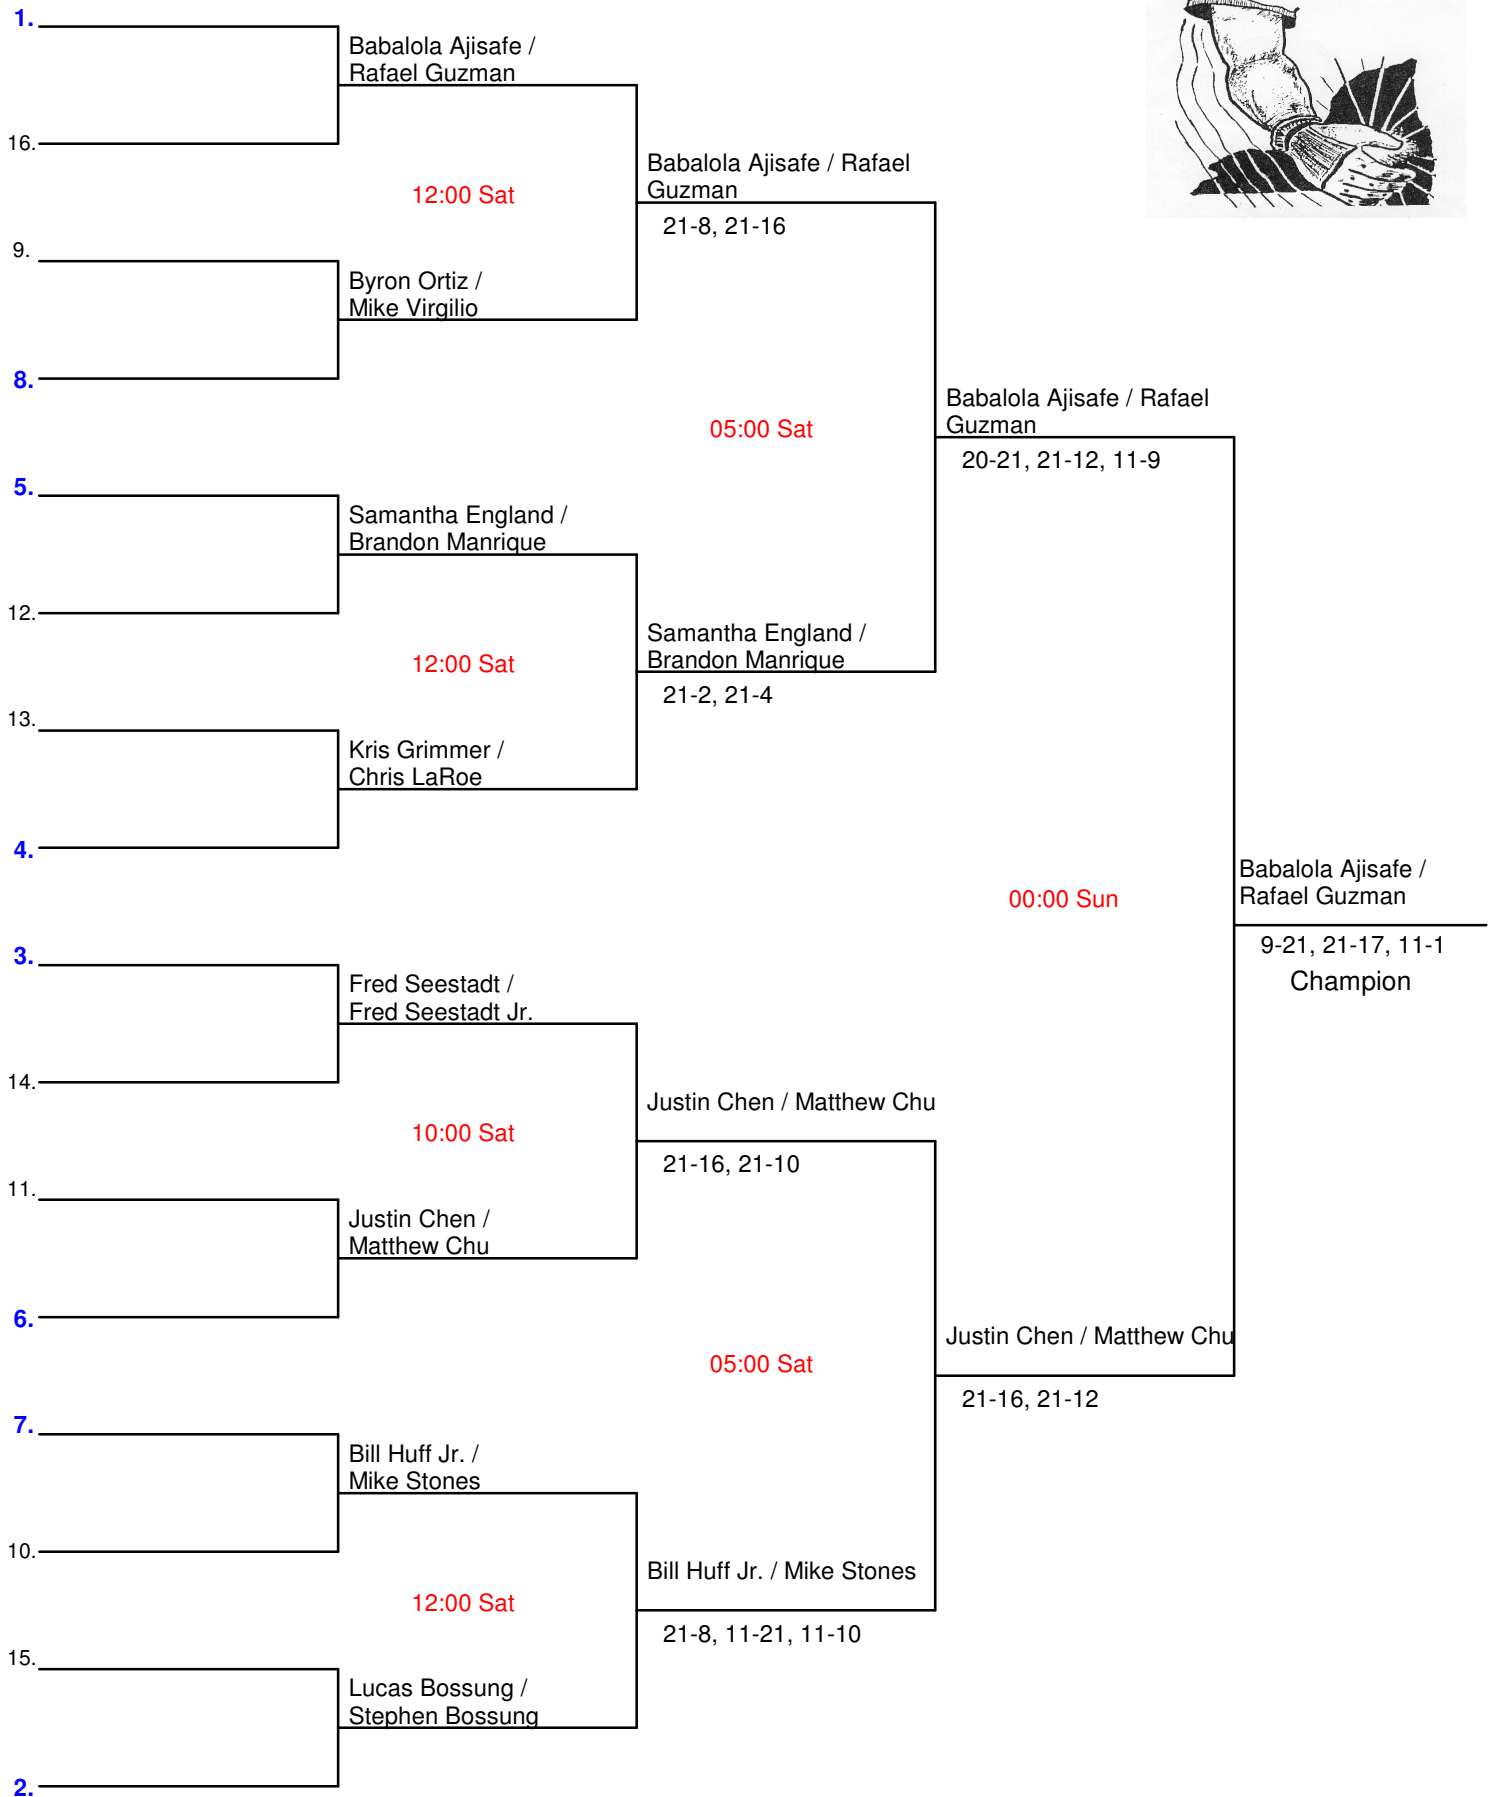 1.
Babalola Ajisafe /
Rafael Guzman
16.
12:00 Sat
Babalola Ajisafe / Rafael
Guzman
21-8, 21-16
9.
Byron Ortiz /
Mike Virgilio
8.
05:00 Sat
Babalola Ajisafe / Rafael
Guzman
20-21, 21-12, 11-9
5.
Samantha England /
Brandon Manrique
12.
12:00 Sat
Samantha England /
Brandon Manrique
21-2, 21-4
13.
Kris Grimmer /
Chris LaRoe
4.
00:00 Sun
Babalola Ajisafe /
Rafael Guzman
9-21, 21-17, 11-1
Champion
3.
Fred Seestadt /
Fred Seestadt Jr.
14.
10:00 Sat
Justin Chen / Matthew Chu
21-16, 21-10
11.
Justin Chen /
Matthew Chu
6.
05:00 Sat
Justin Chen / Matthew Chu
21-16, 21-12
7.
Bill Huff Jr. /
Mike Stones
10.
12:00 Sat
Bill Huff Jr. / Mike Stones
21-8, 11-21, 11-10
15.
Lucas Bossung /
Stephen Bossung
2.